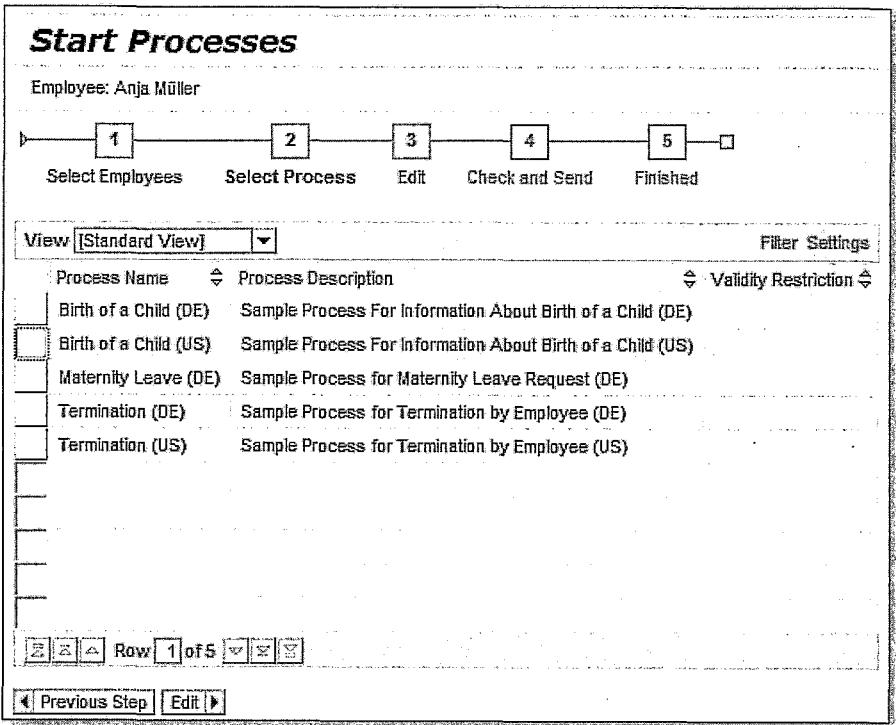 Start Processes
Employee: Anja Müller
1 2 3 4 5
Select Employees Select Process Edit Check and Send Finished
View [Standard View] Filter Settings
Process Name Process Description Validity Restriction
Birth of a Child (DE) Sample Process For Information About Birth of a Child (DE)
Birth of a Child (US) Sample Process For Information About Birth of a Child (US)
Maternity Leave (DE) Sample Process for Maternity Leave Request (DE)
Termination (DE) Sample Process for Termination by Employee (DE)
Termination (US) Sample Process for Termination by Employee (US)
Row 1 of 5
Previous Step Edit